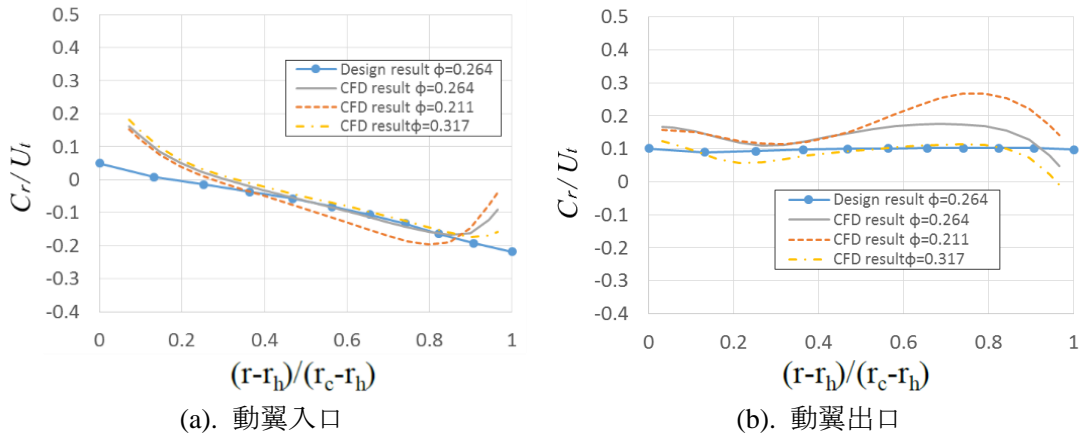 0.5
0.4
0.3
0.2
0.1
0
-0.1
-0.2
-0.3
-0.4
Cr/Ut
Design result ϕ=0.264
CFD result ϕ=0.264
CFD result ϕ=0.211
CFD resultϕ=0.317
0 0.2 0.4 0.6 0.8 1
(r-rh)/(rc-rh)
(a). 動翼入口
0.5
0.4
0.3
0.2
0.1
0
0.1
-0.2
-0.3
-0.4
Cr/Ut
Design result ϕ=0.264
CFD result ϕ=0.264
CFD result ϕ=0.211
CFD resultϕ=0.317
0 0.2 0.4 0.6 0.8 1
(r-rh)/(rc-rh)
(b). 動翼出口